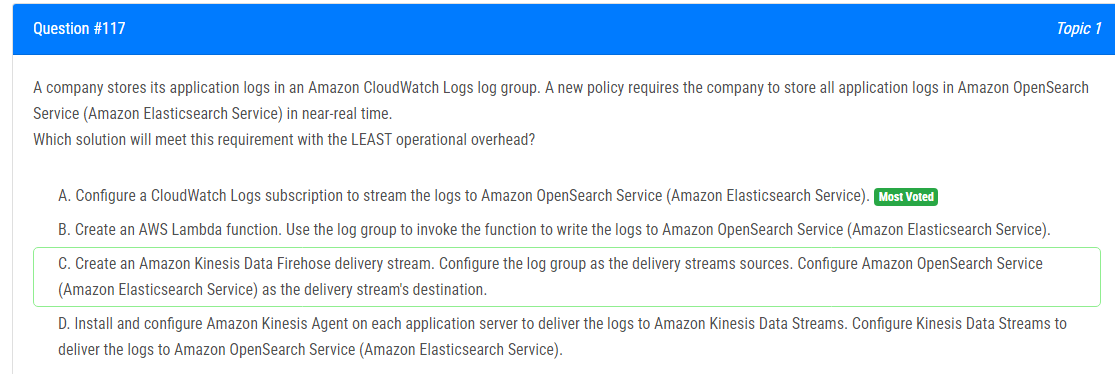 Question #117
Topic 1
A company stores its application logs in an Amazon CloudWatch Logs log group. A new policy requires the company to store all application logs in Amazon OpenSearch
Service (Amazon Elasticsearch Service) in near-real time.
Which solution will meet this requirement with the LEAST operational overhead?
A. Configure a CloudWatch Logs subscription to stream the logs to Amazon OpenSearch Service (Amazon Elasticsearch Service). Most Voted
B. Create an AWS Lambda function. Use the log group to invoke the function to write the logs to Amazon OpenSearch Service (Amazon Elasticsearch Service).
C. Create an Amazon Kinesis Data Firehose delivery stream. Configure the log group as the delivery streams sources. Configure Amazon OpenSearch Service
(Amazon Elasticsearch Service) as the delivery stream's destination.
D. Install and configure Amazon Kinesis Agent on each application server to deliver the logs to Amazon Kinesis Data Streams. Configure Kinesis Data Streams to
deliver the logs to Amazon OpenSearch Service (Amazon Elasticsearch Service).